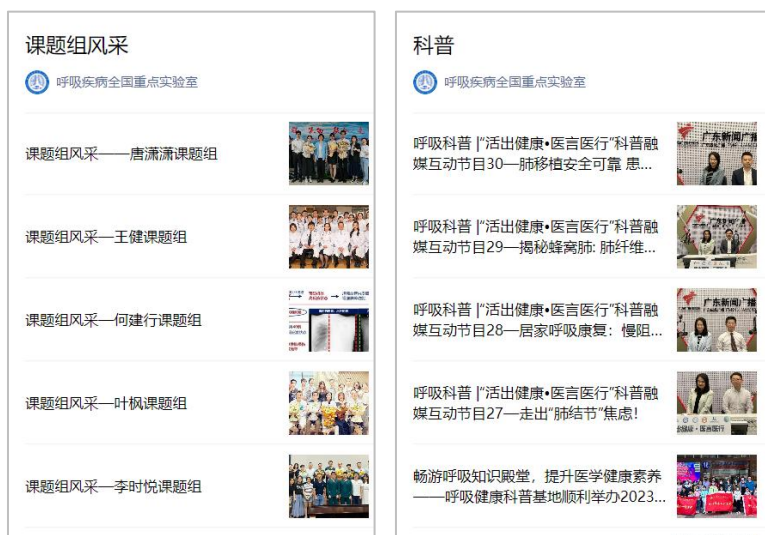 课题组风采
呼吸疾病全国重点实验室
课题组风采——唐潇潇课题组
课题组风采—王健课题组
课题组风采—何建行课题组
课题组风采—叶枫课题组
课题组风采—李时悦课题组
科普
呼吸疾病全国重点实验室
呼吸科普 |“活出健康•医言医行”科普融
媒互动节目30—肺移植安全可靠 患...
广东新闻广播
呼吸科普 |“活出健康•医言医行”科普融
媒互动节目29—揭秘蜂窝肺: 肺纤维...
呼吸科普 |“活出健康•医言医行”科普融
媒互动节目28—居家呼吸康复：慢阻...
广东新闻广播
呼吸科普 |“活出健康•医言医行”科普融
媒互动节目27—走出“肺结节”焦虑！
畅游呼吸知识殿堂，提升医学健康素养
——呼吸健康科普基地顺利举办2023...